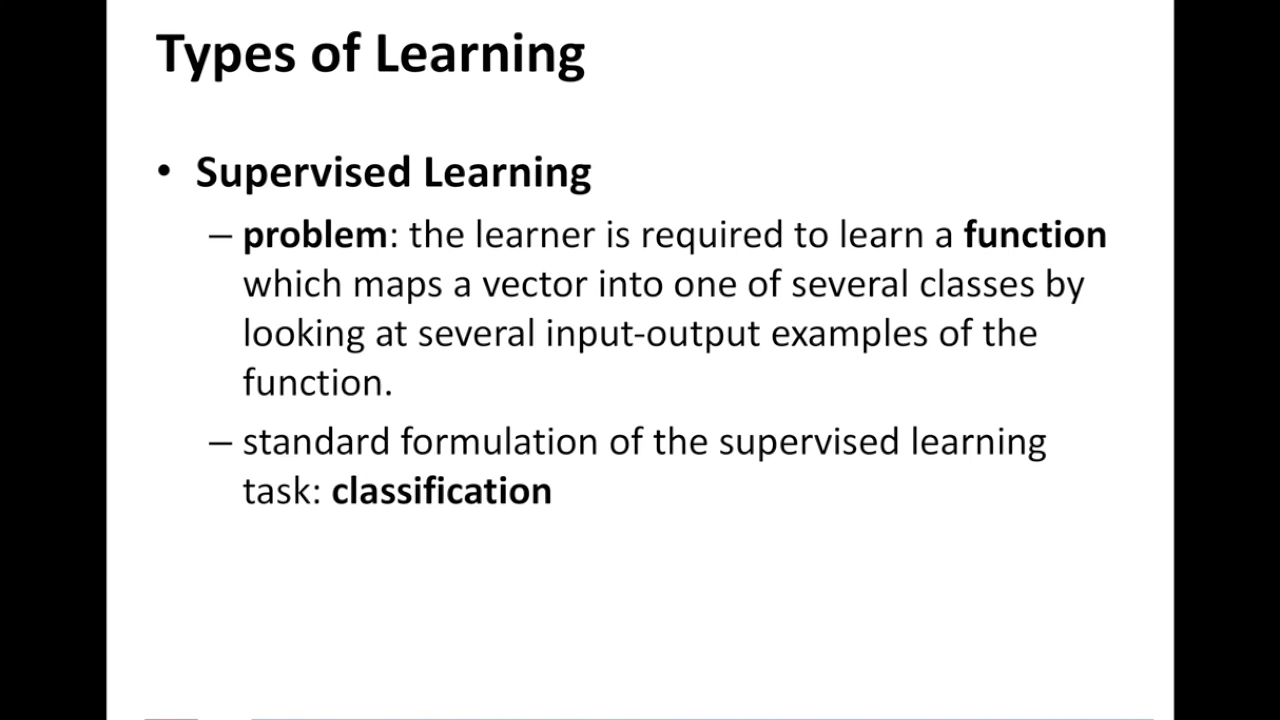 Types of Learning
• Supervised Learning
– problem: the learner is required to learn a function
which maps a vector into one of several classes by
looking at several input-output examples of the
function.
– standard formulation of the supervised learning
task: classification